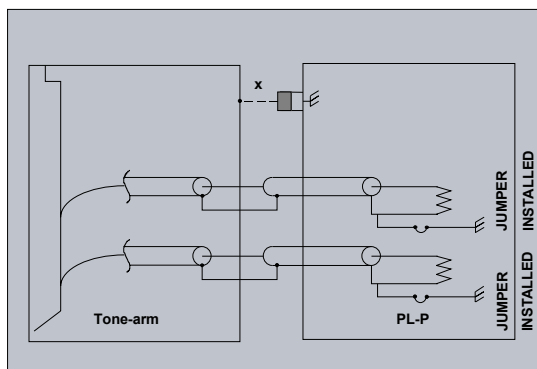 x
JUMPER
INSTALLED
JUMPER
INSTALLED
Tone-arm
PL-P